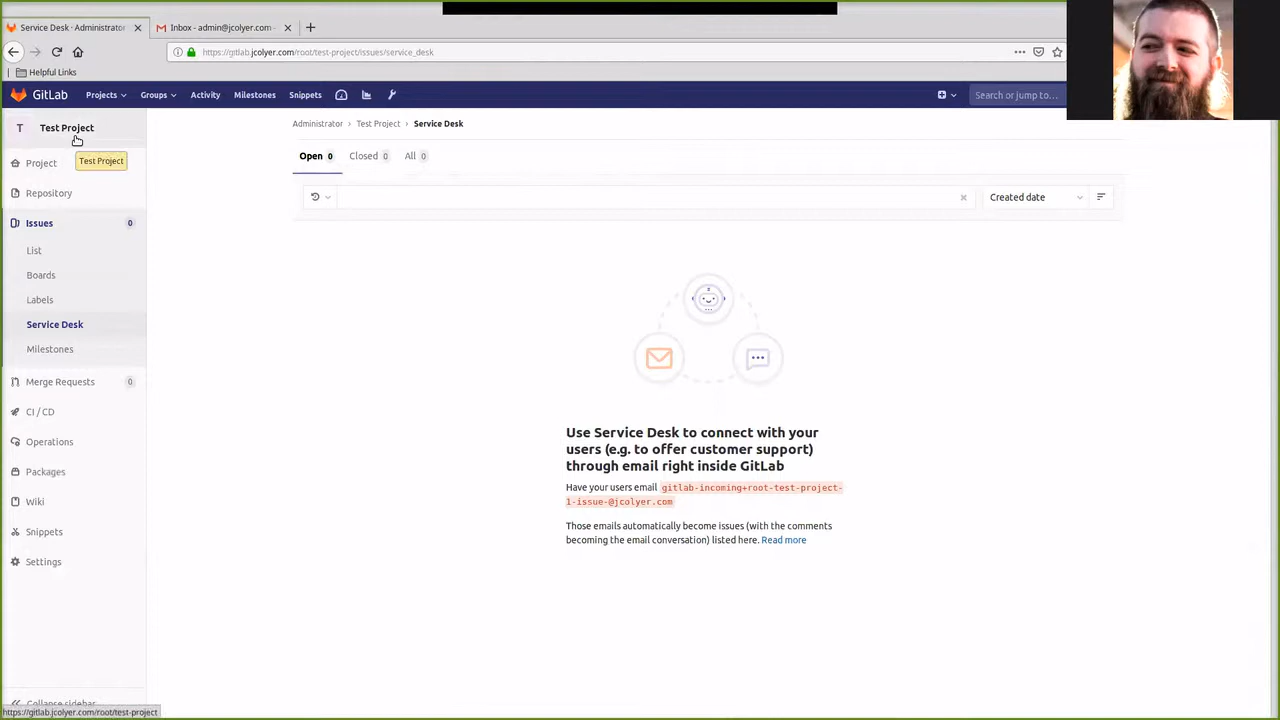 Service Desk · Administrator
Inbox - admin@jcolyer.com
https://gitlab.jcolyer.com/root/test-project/issues/service_desk
Helpful Links
GitLab
Projects
Groups
Activity
Milestones
Snippets
Search or jump to...
T
Test Project
Test Project
Project
Repository
Issues 0
List
Boards
Labels
Service Desk
Milestones
Merge Requests 0
CI / CD
Operations
Packages
Wiki
Snippets
Settings
Collapse sidebar
https://gitlab.jcolyer.com/root/test-project
Administrator > Test Project > Service Desk
Open 0
Closed 0
All 0
Created date
Use Service Desk to connect with your
users (e.g. to offer customer support)
through email right inside GitLab
Have your users email gitlab-incoming+root-test-project-
1-issue-@jcolyer.com
Those emails automatically become issues (with the comments
becoming the email conversation) listed here. Read more